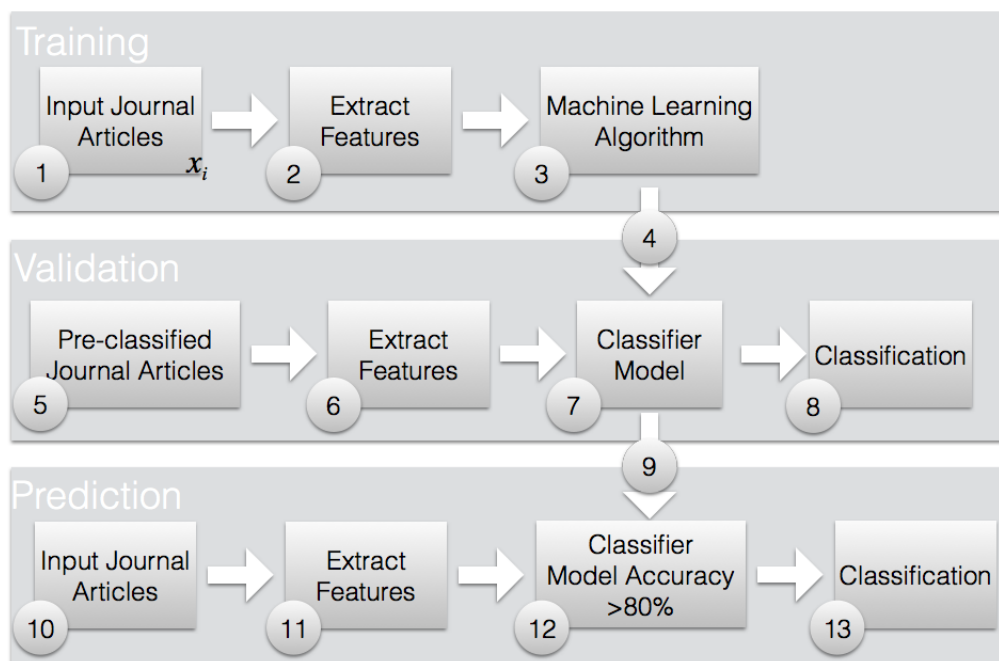 Training
Input Journal
Articles
x_i
1
Extract
Features
2
Machine Learning
Algorithm
3
4
Validation
Pre-classified
Journal Articles
5
Extract
Features
6
Classifier
Model
7
Classification
8
9
Prediction
Input Journal
Articles
10
Extract
Features
11
Classifier
Model Accuracy
>80%
12
Classification
13